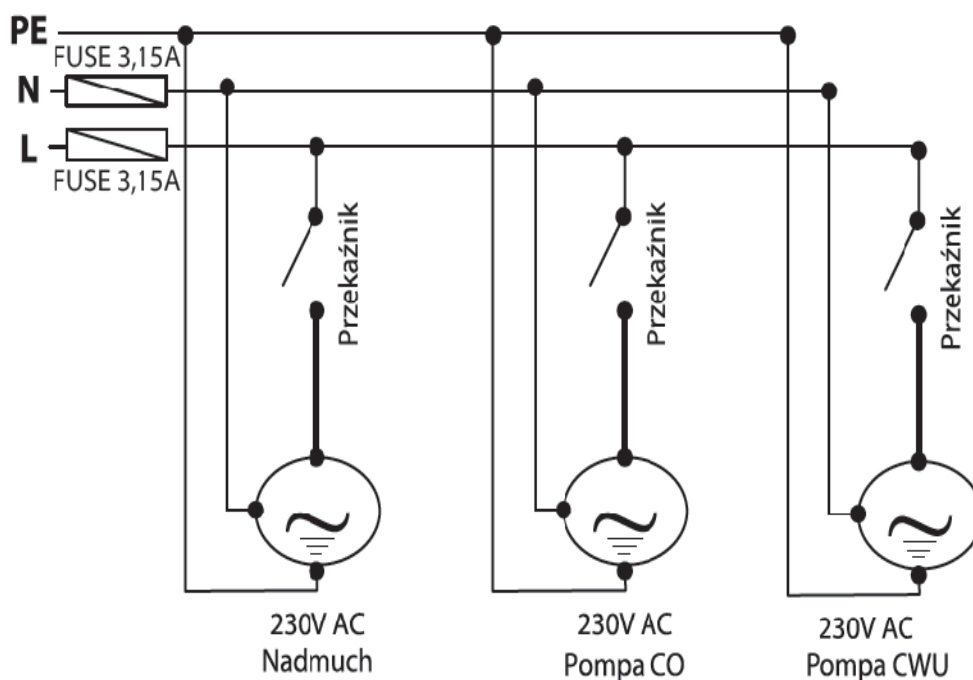 PE
FUSE 3,15A
N
L
FUSE 3,15A
Przekaźnik
Przekaźnik
Przekaźnik
230V AC
Nadmuch
230V AC
Pompa CO
230V AC
Pompa CWU